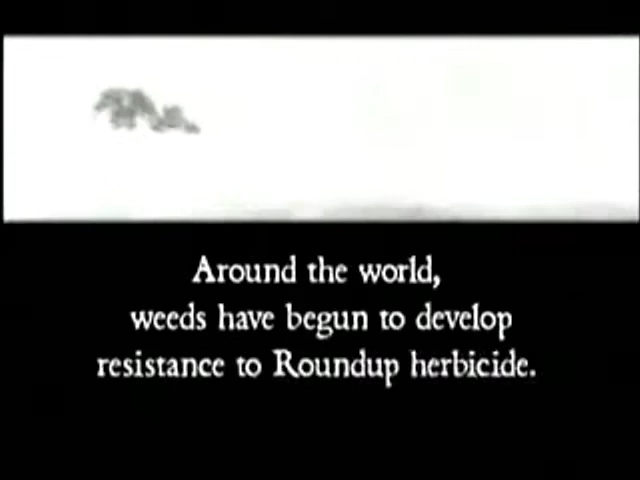 Around the world,
weeds have begun to develop
resistance to Roundup herbicide.